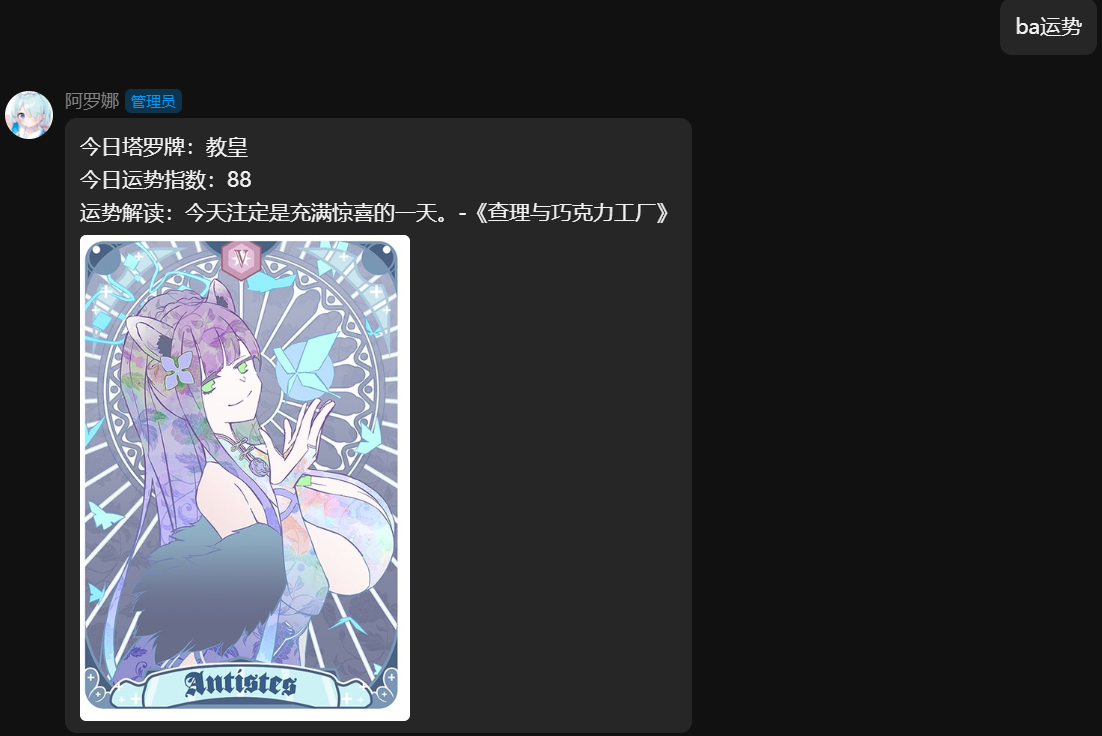 ba运势
阿罗娜 管理员
今日塔罗牌：教皇
今日运势指数：88
运势解读：今天注定是充满惊喜的一天。-《查理与巧克力工厂》
V
Antistes